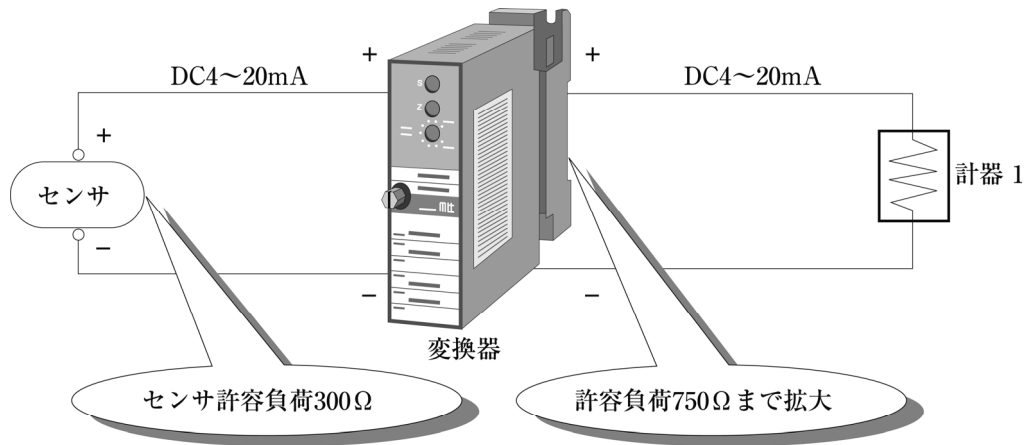 +
+
DC4～20mA
DC4～20mA
S
Z
+
センサ
−
計器 1
mtt
−
−
変換器
センサ許容負荷300Ω
許容負荷750Ωまで拡大